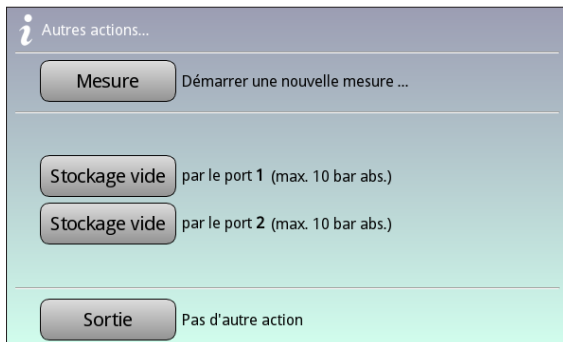 Autres actions...
Mesure Démarrer une nouvelle mesure ...
Stockage vide par le port 1 (max. 10 bar abs.)
Stockage vide par le port 2 (max. 10 bar abs.)
Sortie Pas d'autre action